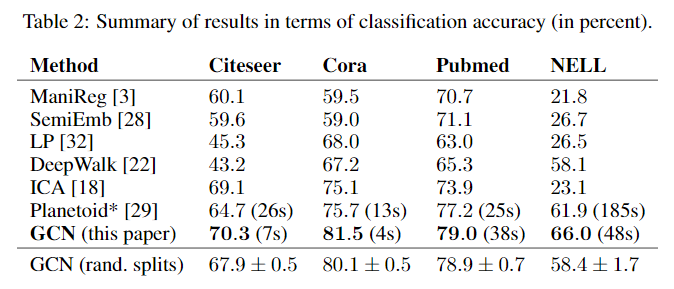 Table 2: Summary of results in terms of classification accuracy (in percent).
Method Citeseer Cora Pubmed NELL
ManiReg [3] 60.1 59.5 70.7 21.8
SemiEmb [28] 59.6 59.0 71.1 26.7
LP [32] 45.3 68.0 63.0 26.5
DeepWalk [22] 43.2 67.2 65.3 58.1
ICA [18] 69.1 75.1 73.9 23.1
Planetoid* [29] 64.7 (26s) 75.7 (13s) 77.2 (25s) 61.9 (185s)
GCN (this paper) 70.3 (7s) 81.5 (4s) 79.0 (38s) 66.0 (48s)
GCN (rand. splits) 67.9 ± 0.5 80.1 ± 0.5 78.9 ± 0.7 58.4 ± 1.7